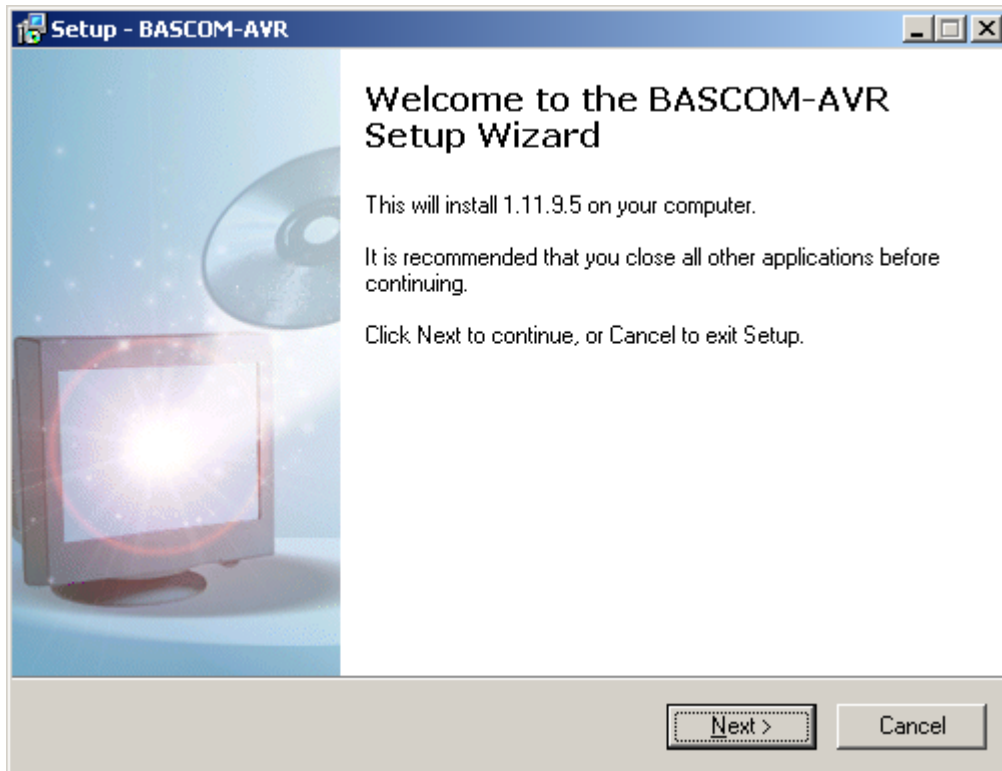 Setup - BASCOM-AVR
Welcome to the BASCOM-AVR
Setup Wizard
This will install 1.11.9.5 on your computer.
It is recommended that you close all other applications before
continuing.
Click Next to continue, or Cancel to exit Setup.
Next >
Cancel